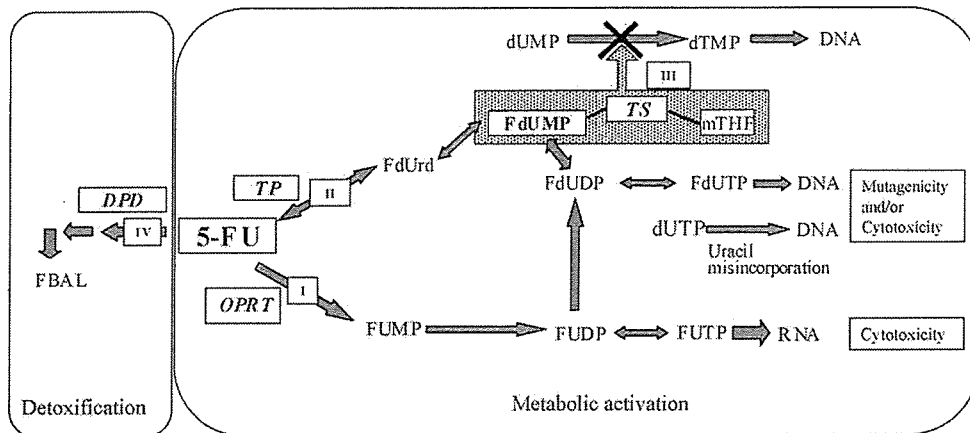 dUMP dTMP DNA
III
TS
FdUMP mTHF
FdUrd
TP II
FdUDP FdUTP DNA
Mutagenicity
and/or
Cytotoxicity
DPD
IV 5-FU
dUTP DNA
Uracil
misincorporation
FBAL
OPRT I
FUMP FUDP FUTP RNA Cytotoxicity
Detoxification Metabolic activation